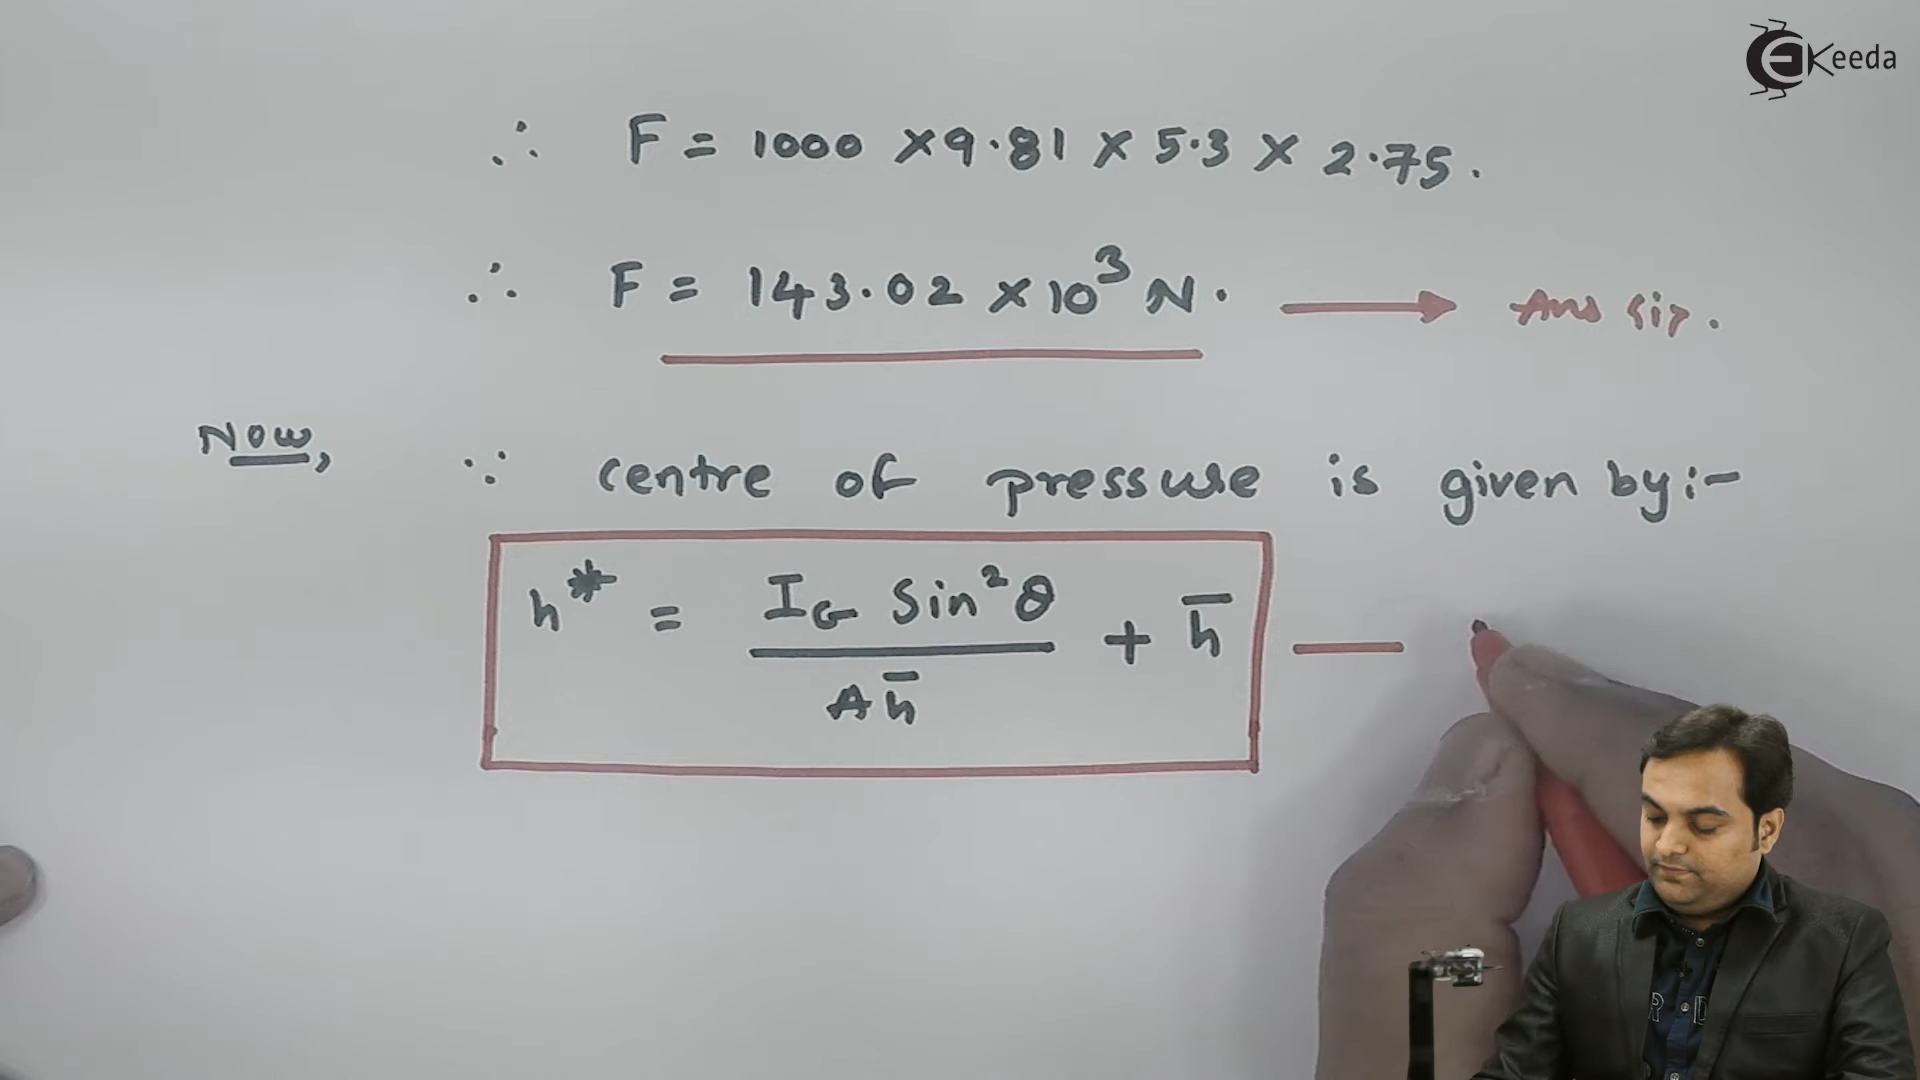 EKeeda
∴ F = 1000 × 9.81 × 5.3 × 2.75.
∴ F = 143.02 × 10³ N. → Ans (i).
Now, ∵ centre of pressure is given by:-
h* = I_G Sin²θ / A h̄ + h̄ —
R D